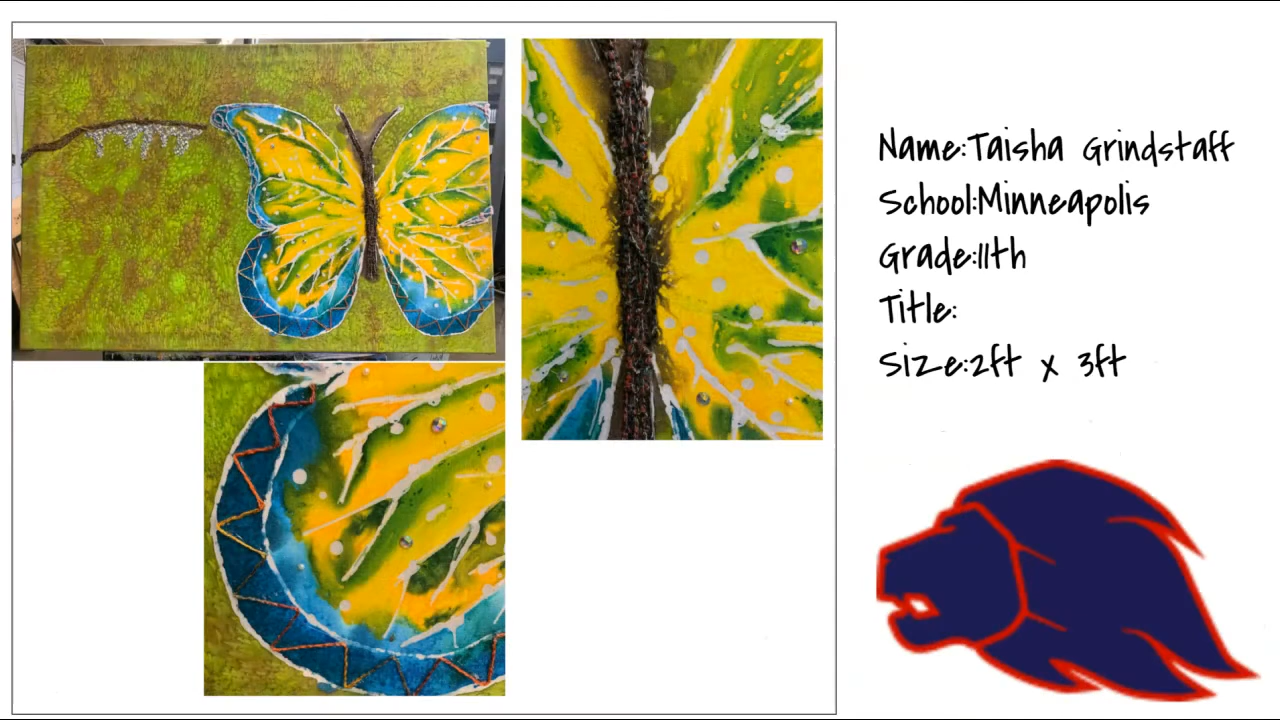 Name:Taisha Grindstaff
School:Minneapolis
Grade:11th
Title:
Size:2ft x 3ft